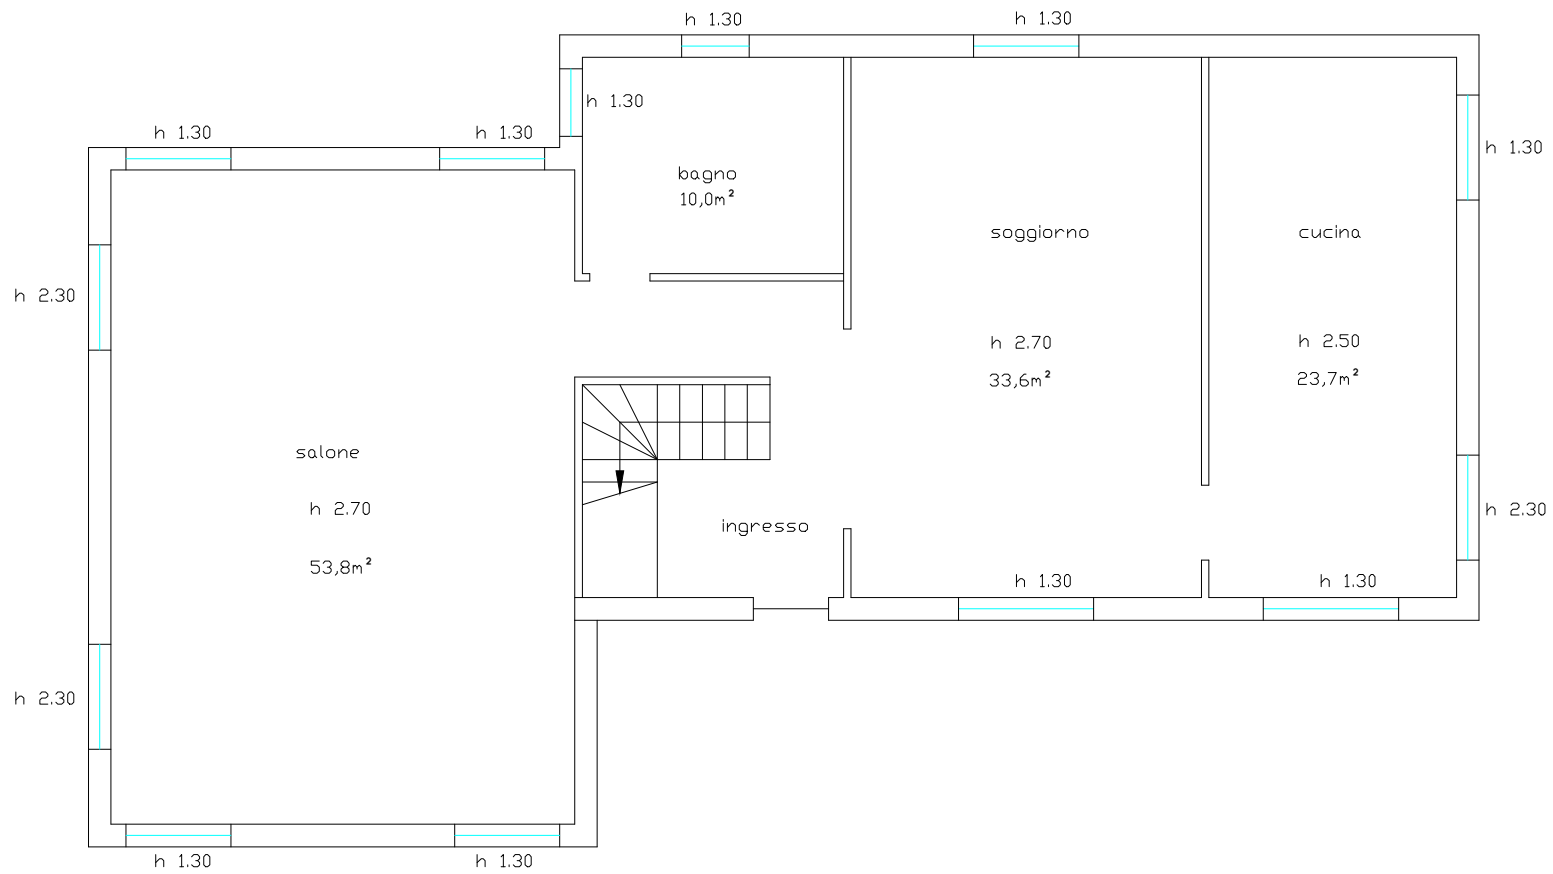 h 1.30
h 1.30
h 1.30
h 1.30
h 1.30
h 1.30
bagno
10,0m²
soggiorno
cucina
h 2.30
h 2.70
h 2.50
33,6m²
23,7m²
salone
h 2.70
h 2.30
ingresso
53,8m²
h 1.30
h 1.30
h 2.30
h 1.30
h 1.30